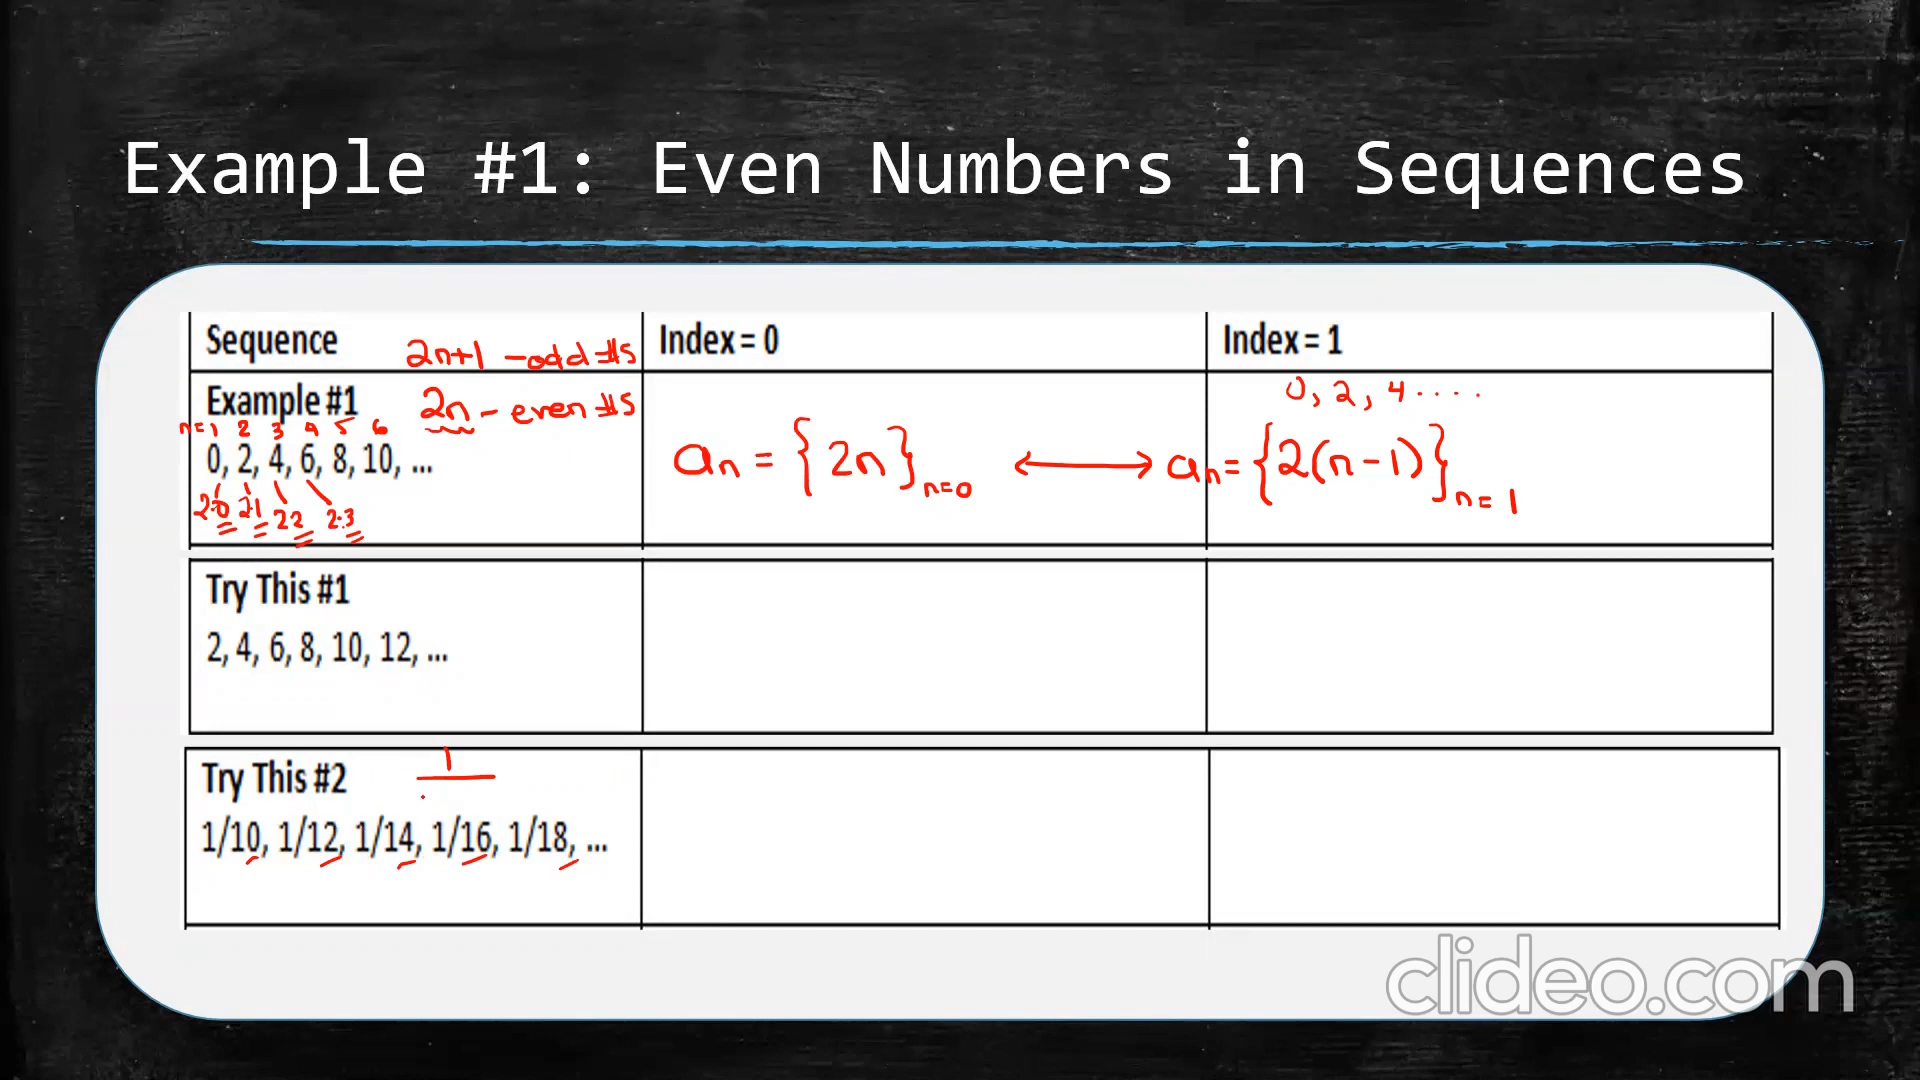 Example #1: Even Numbers in Sequences
Sequence 2n+1 - odd #s Index = 0 Index = 1
Example #1 2n - even #s 0, 2, 4 ....
n=1 2 3 4 5 6
0, 2, 4, 6, 8, 10, ... an = {2n}n=0 ⟷ an = {2(n-1)}n=1
2·0 2·1 2·2 2·3
Try This #1
2, 4, 6, 8, 10, 12, ...
Try This #2 1
1/10, 1/12, 1/14, 1/16, 1/18, ...
clideo.com